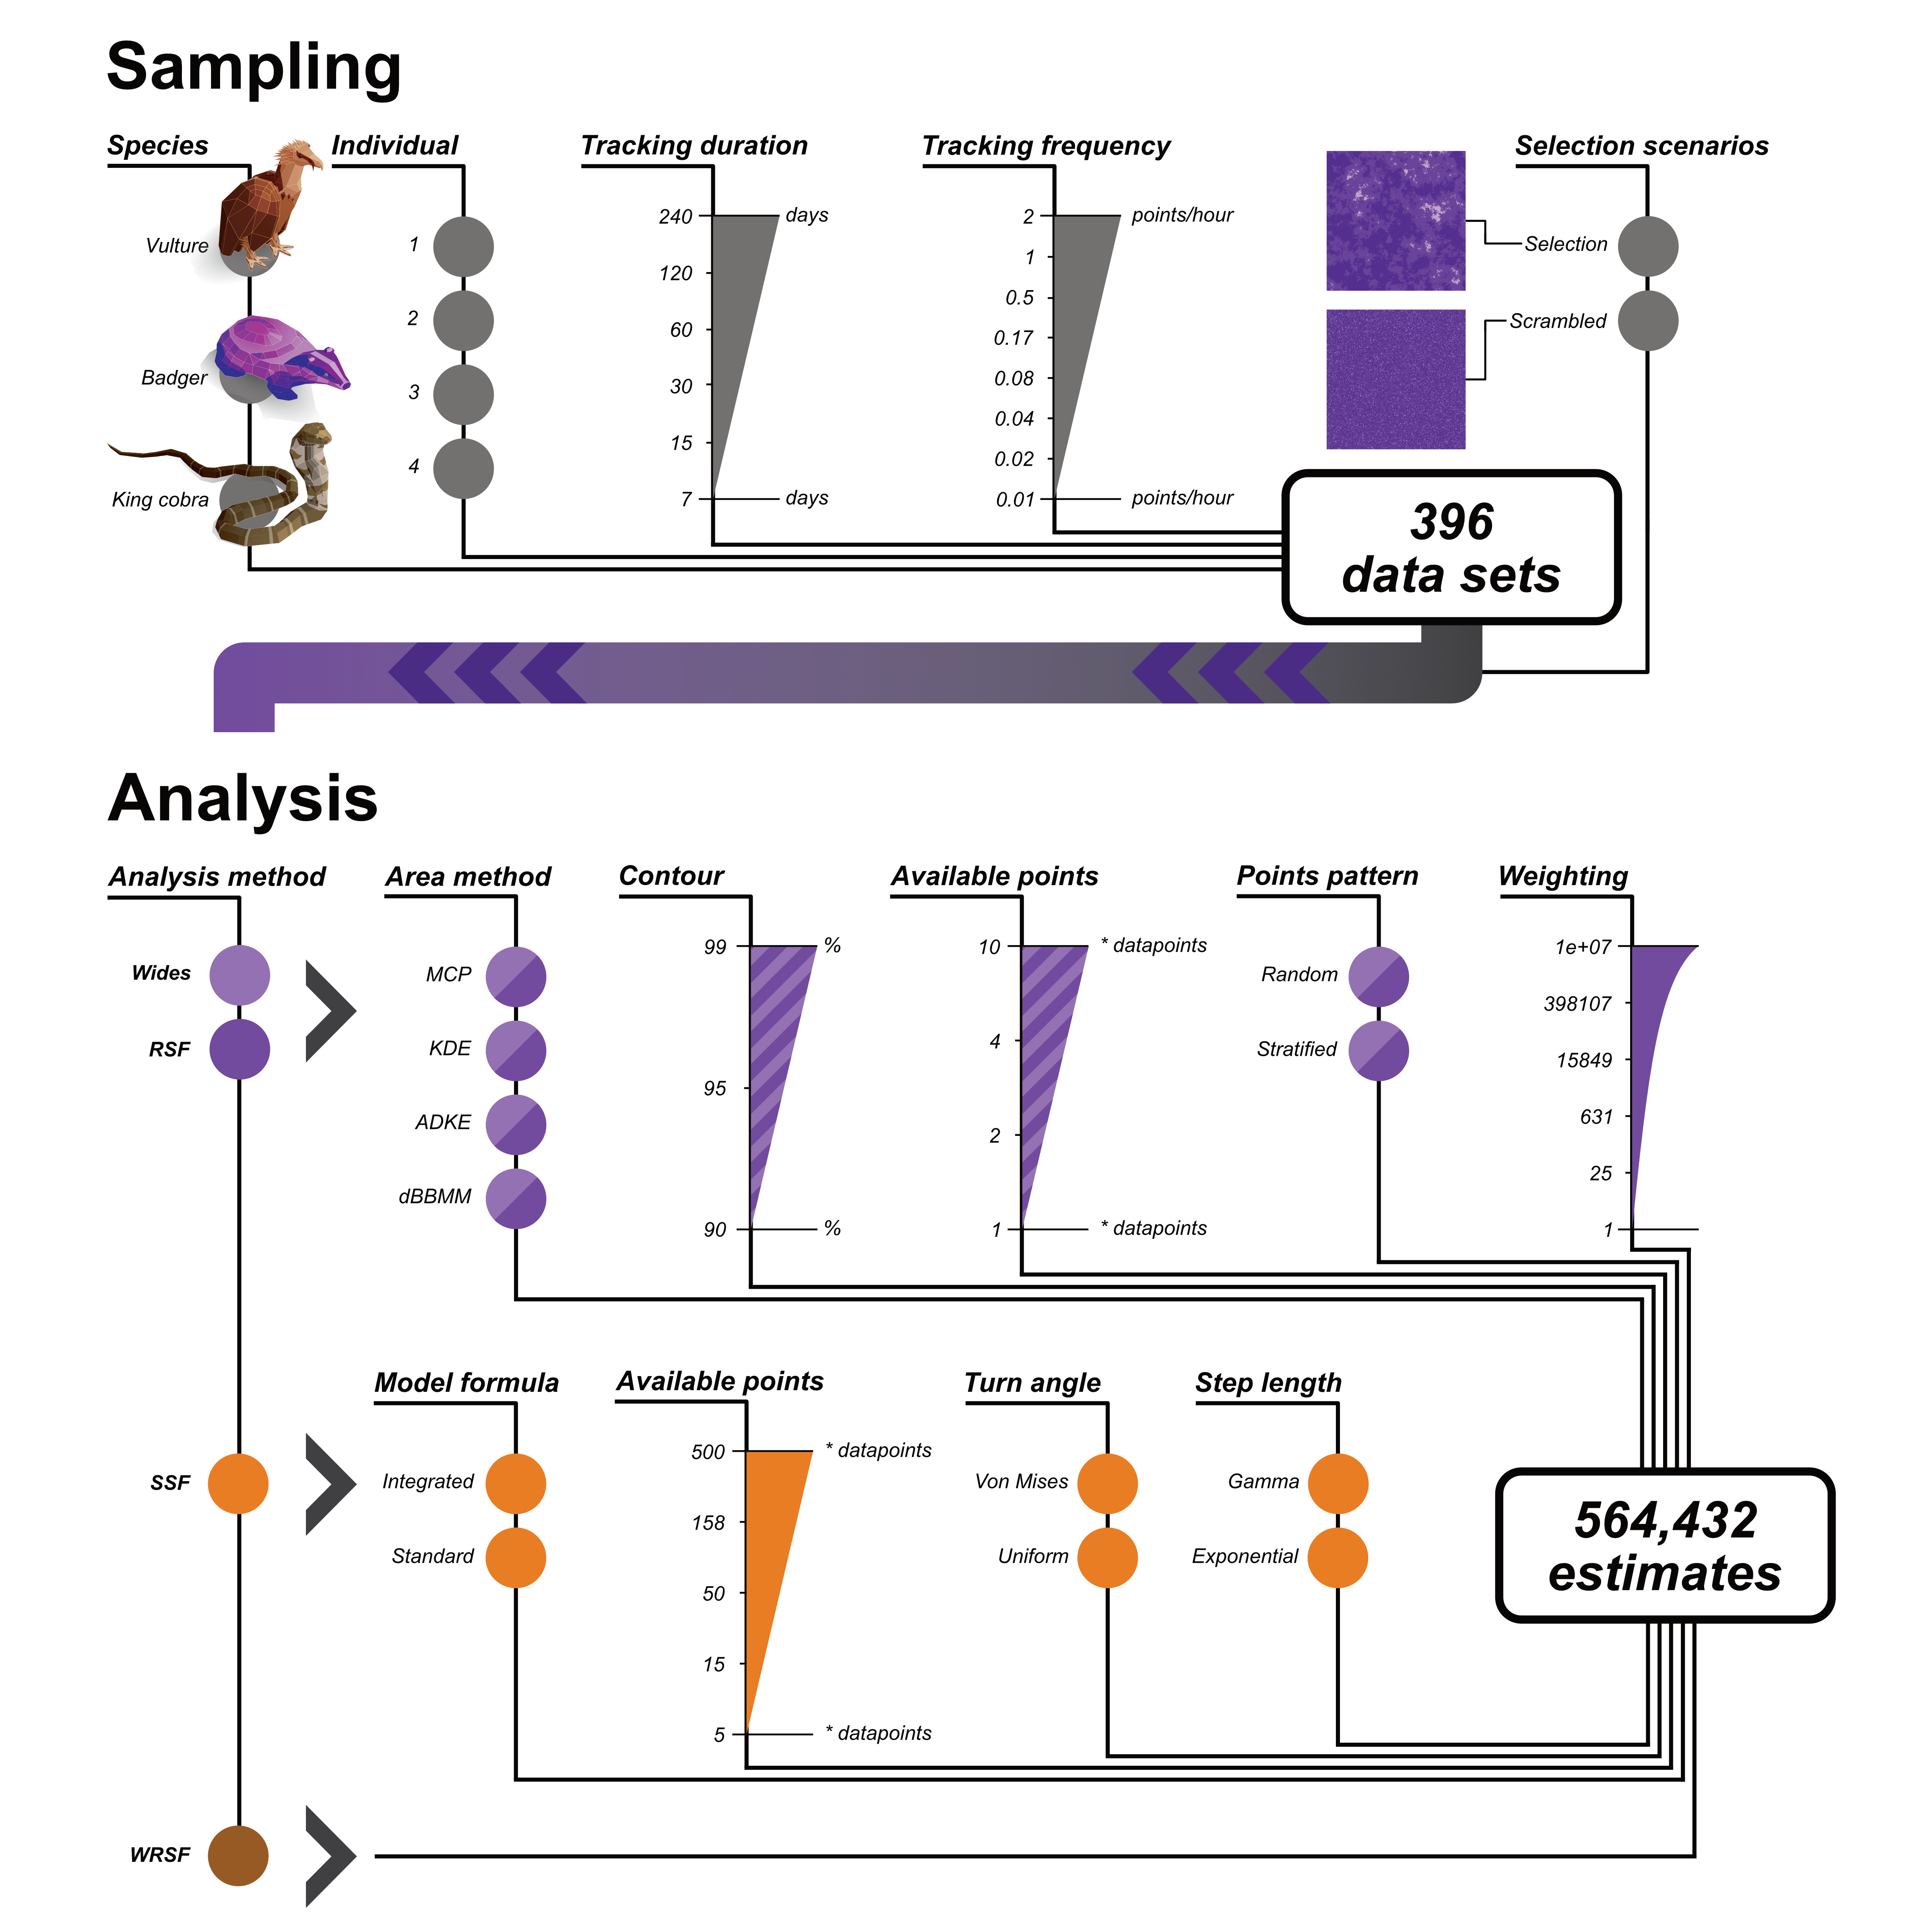 Sampling
Species
Individual
Tracking duration
Tracking frequency
Selection scenarios
Vulture
Badger
King cobra
1
2
3
4
240 days
120
60
30
15
7 days
2 points/hour
1
0.5
0.17
0.08
0.04
0.02
0.01 points/hour
Selection
Scrambled
396
data sets
Analysis
Analysis method
Area method
Contour
Available points
Points pattern
Weighting
Wides
RSF
MCP
KDE
ADKE
dBBMM
99 %
95
90 %
10 * datapoints
4
2
1 * datapoints
Random
Stratified
1e+07
398107
15849
631
25
1
Model formula
Available points
Turn angle
Step length
SSF
Integrated
Standard
500 * datapoints
158
50
15
5 * datapoints
Von Mises
Uniform
Gamma
Exponential
564,432
estimates
WRSF